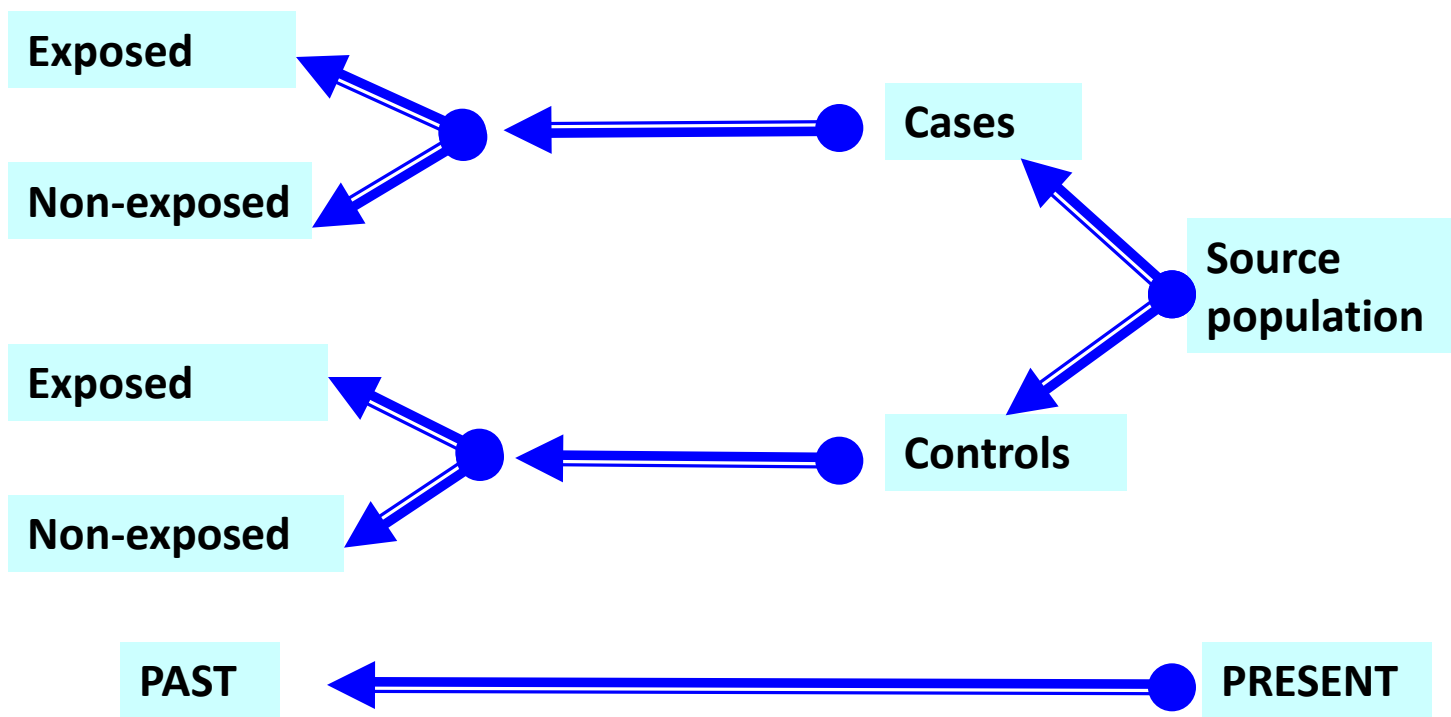 Exposed
Cases
Non-exposed
Source
population
Exposed
Controls
Non-exposed
PAST
PRESENT